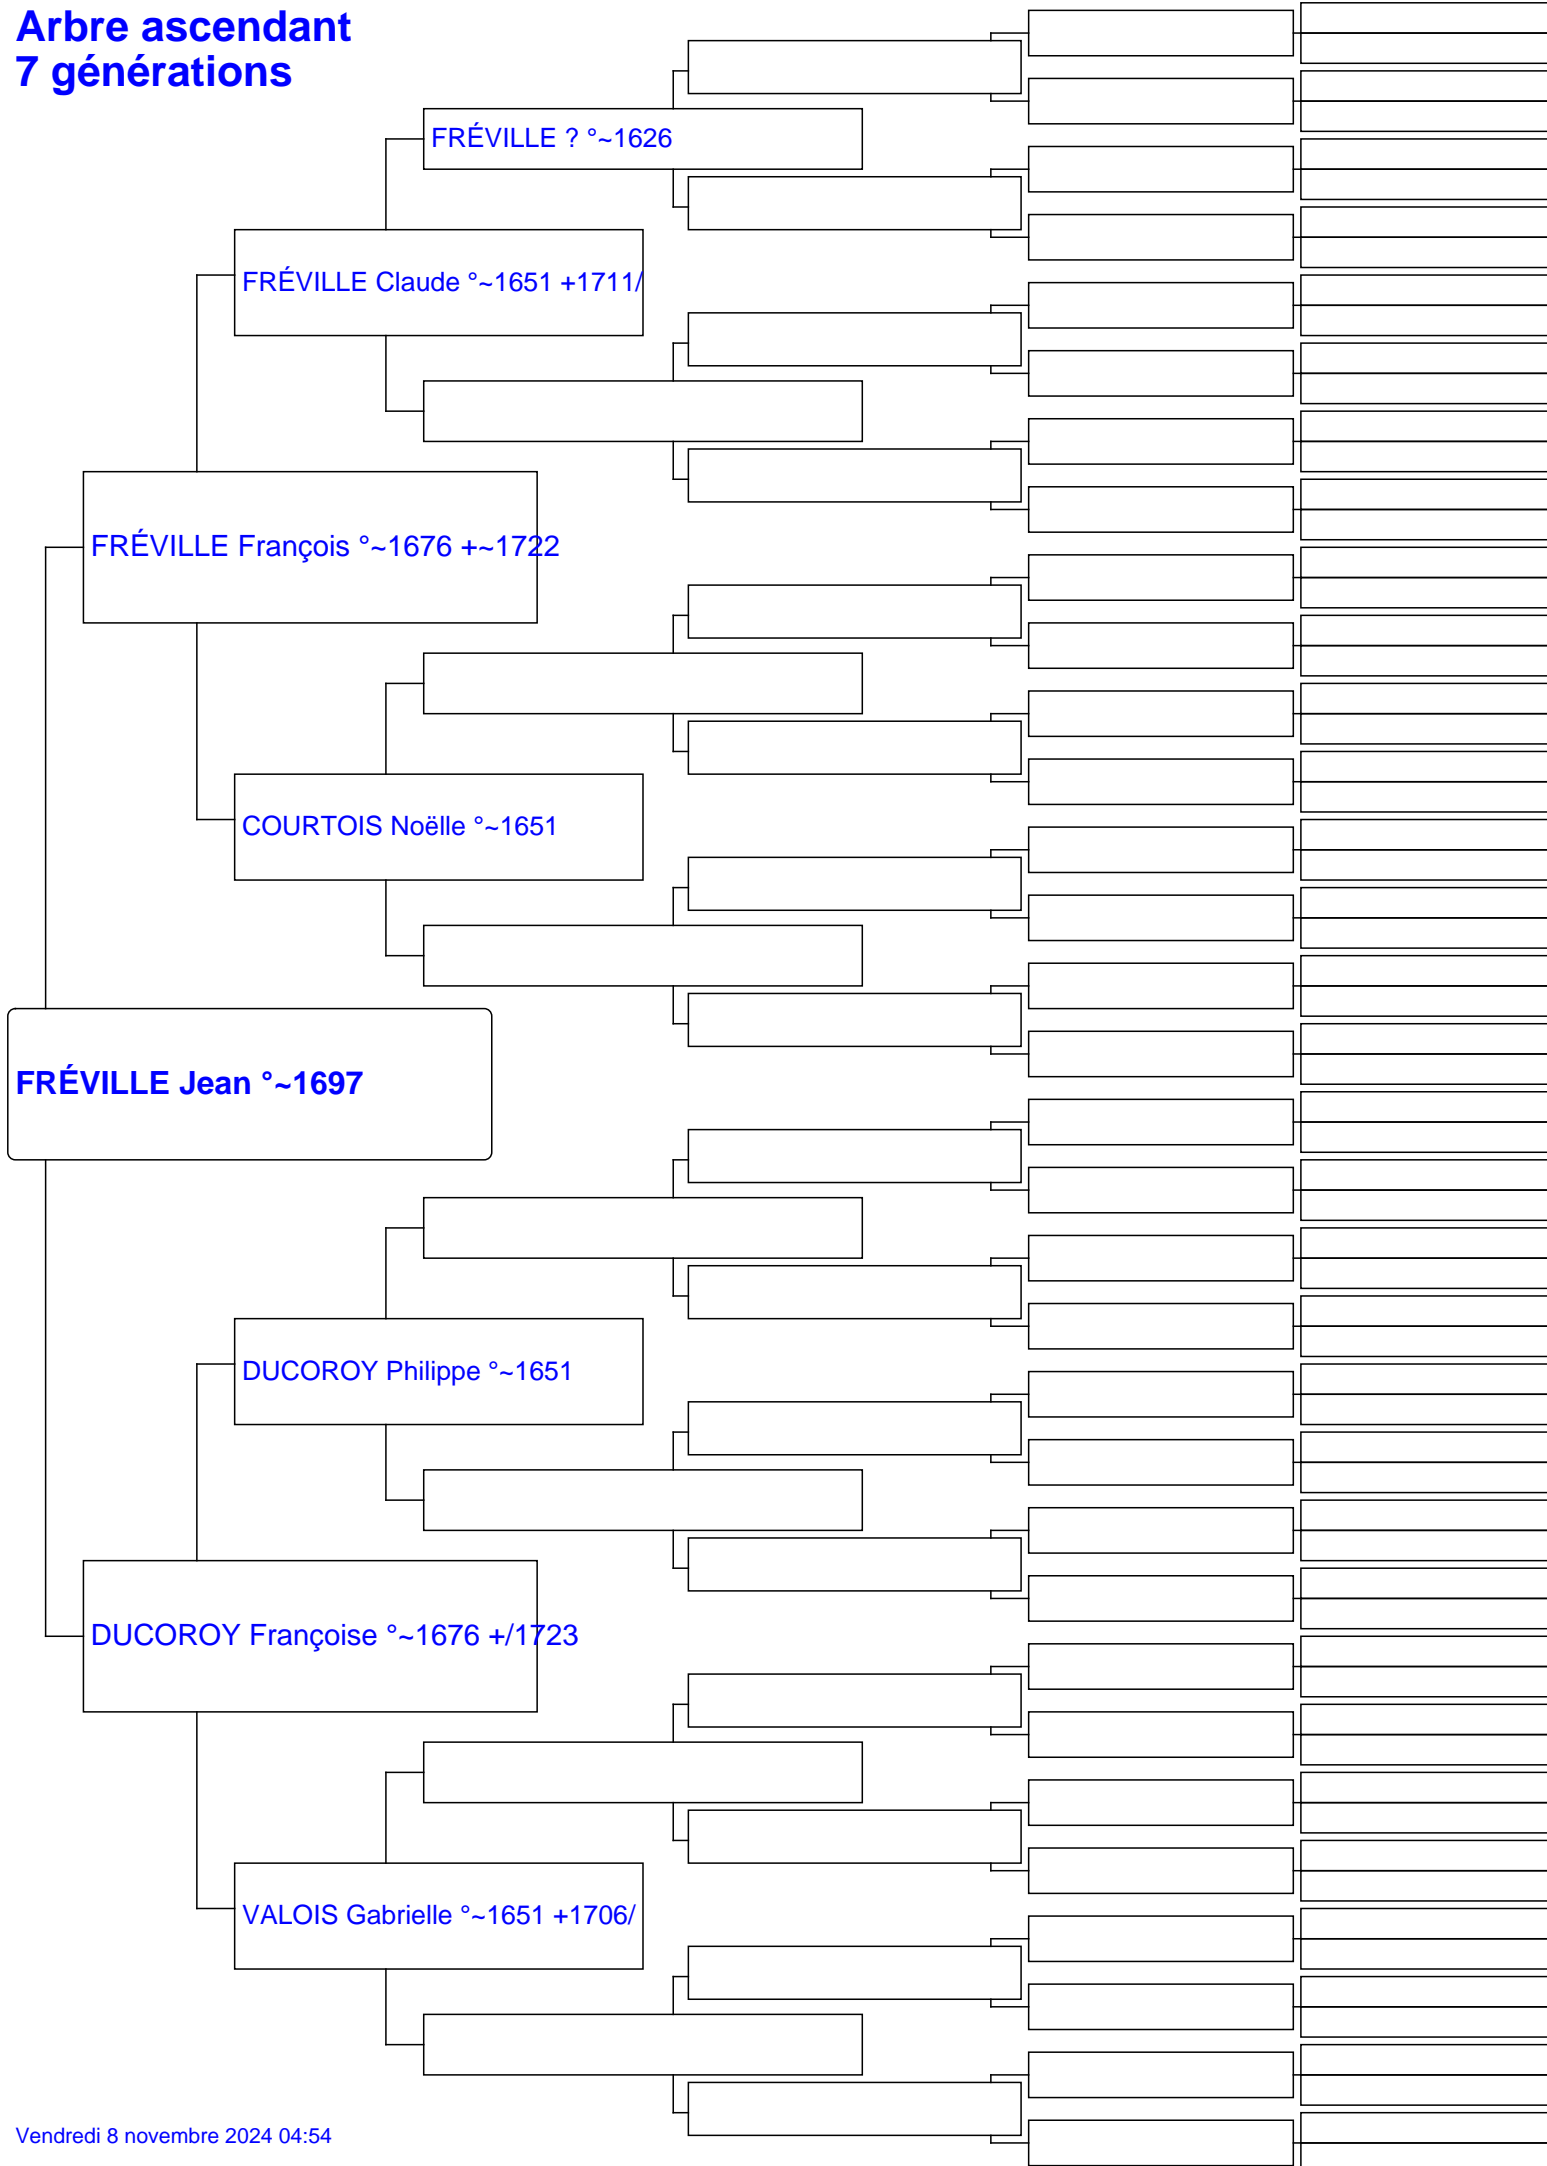 Arbre ascendant
7 générations
FRÉVILLE ? °~1626
FRÉVILLE Claude °~1651 +1711/
FRÉVILLE François °~1676 +~1722
COURTOIS Noëlle °~1651
FRÉVILLE Jean °~1697
DUCOROY Philippe °~1651
DUCOROY Françoise °~1676 +/1723
VALOIS Gabrielle °~1651 +1706/
Vendredi 8 novembre 2024 04:54